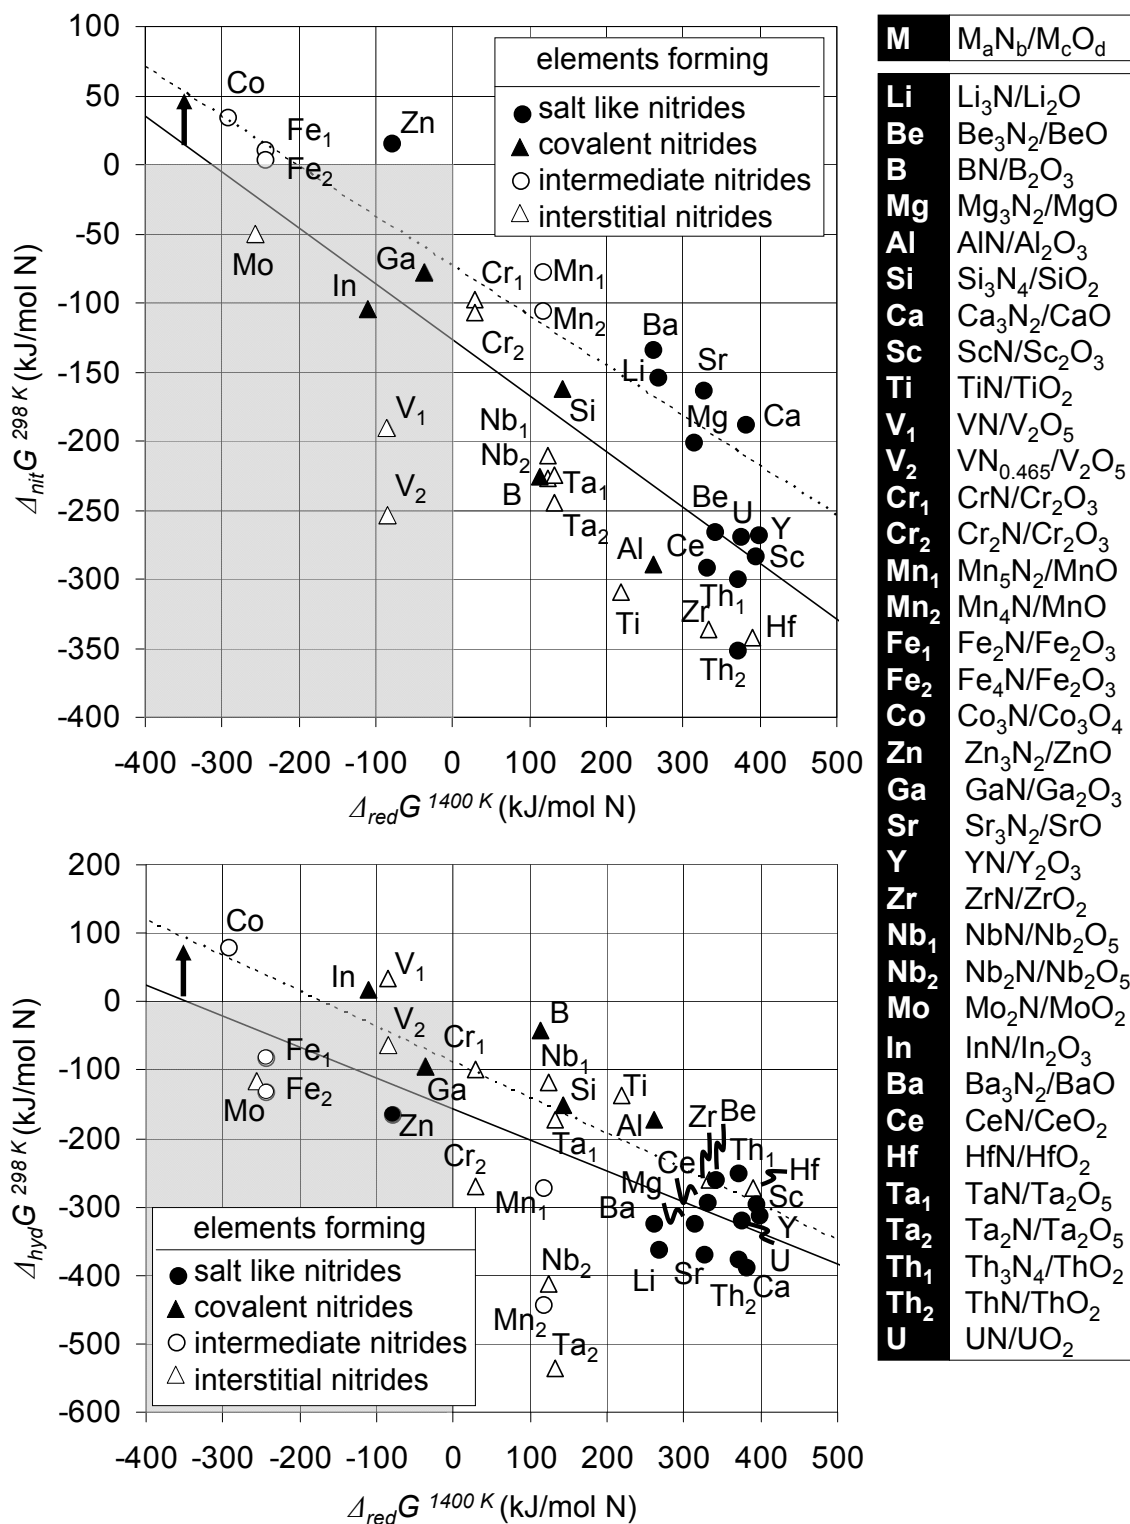 100
50
0
-50
-100
-150
-200
-250
-300
-350
-400
Δ_nit G ^298 K (kJ/mol N)
-400 -300 -200 -100 0 100 200 300 400 500
Δ_red G ^1400 K (kJ/mol N)
elements forming
salt like nitrides
covalent nitrides
intermediate nitrides
interstitial nitrides
Co
Fe₁
Zn
Fe₂
Mo
Ga
In
Cr₁
Mn₁
Mn₂
Cr₂
Ba
Li
Sr
Si
Mg
Ca
V₁
Nb₁
Nb₂
B
Ta₁
V₂
Ta₂
Be
U
Y
Al
Ce
Sc
Th₁
Ti
Zr
Hf
Th₂
200
100
0
-100
-200
-300
-400
-500
-600
Δ_hyd G ^298 K (kJ/mol N)
-400 -300 -200 -100 0 100 200 300 400 500
Δ_red G ^1400 K (kJ/mol N)
Co
In
V₁
V₂
Cr₁
B
Fe₁
Nb₁
Fe₂
Mo
Ga
Si
Ti
Zr
Be
Zn
Ta₁
Al
Th₁
Cr₂
Ce
Hf
Mg
Sc
Mn₁
Ba
Y
U
Li
Sr
Th₂
Ca
Nb₂
Mn₂
Ta₂
elements forming
salt like nitrides
covalent nitrides
intermediate nitrides
interstitial nitrides
M MₐN_b/M_cO_d
Li Li₃N/Li₂O
Be Be₃N₂/BeO
B BN/B₂O₃
Mg Mg₃N₂/MgO
Al AlN/Al₂O₃
Si Si₃N₄/SiO₂
Ca Ca₃N₂/CaO
Sc ScN/Sc₂O₃
Ti TiN/TiO₂
V₁ VN/V₂O₅
V₂ VN₀.₄₆₅/V₂O₅
Cr₁ CrN/Cr₂O₃
Cr₂ Cr₂N/Cr₂O₃
Mn₁ Mn₅N₂/MnO
Mn₂ Mn₄N/MnO
Fe₁ Fe₂N/Fe₂O₃
Fe₂ Fe₄N/Fe₂O₃
Co Co₃N/Co₃O₄
Zn Zn₃N₂/ZnO
Ga GaN/Ga₂O₃
Sr Sr₃N₂/SrO
Y YN/Y₂O₃
Zr ZrN/ZrO₂
Nb₁ NbN/Nb₂O₅
Nb₂ Nb₂N/Nb₂O₅
Mo Mo₂N/MoO₂
In InN/In₂O₃
Ba Ba₃N₂/BaO
Ce CeN/CeO₂
Hf HfN/HfO₂
Ta₁ TaN/Ta₂O₅
Ta₂ Ta₂N/Ta₂O₅
Th₁ Th₃N₄/ThO₂
Th₂ ThN/ThO₂
U UN/UO₂